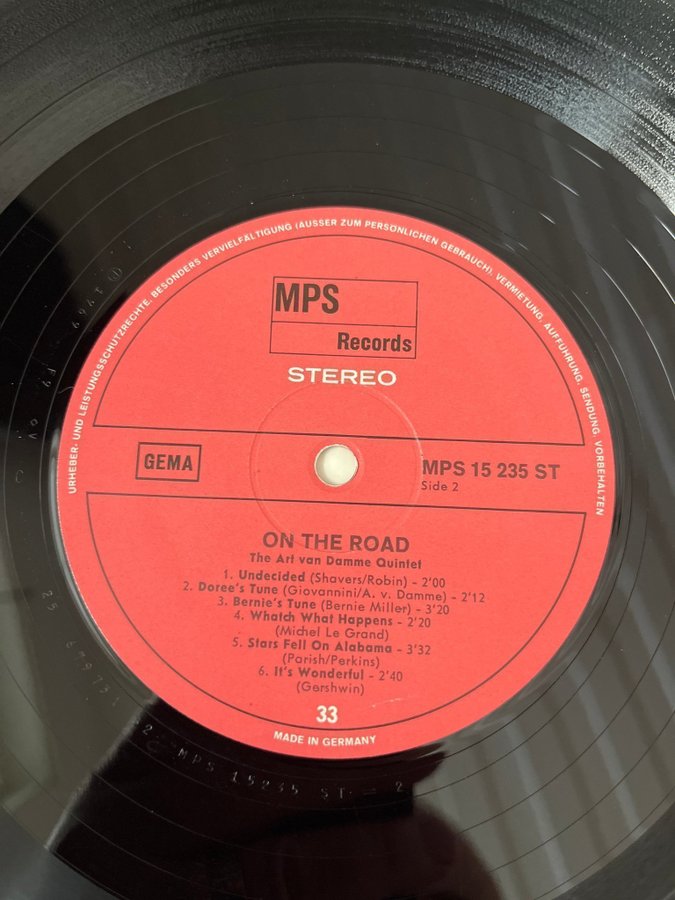 URHEBER- UND LEISTUNGSSCHUTZRECHTE, BESONDERS VERVIELFÄLTIGUNG (AUSSER ZUM PERSÖNLICHEN GEBRAUCH), VERMIETUNG, AUFFÜHRUNG, SENDUNG, VORBEHALTEN
MPS
Records
STEREO
GEMA
MPS 15 235 ST
Side 2
ON THE ROAD
The Art van Damme Quintet
1. Undecided (Shavers/Robin) - 2'00
2. Doree's Tune (Giovannini/A. v. Damme) - 2'12
3. Bernie's Tune (Bernie Miller) - 3'20
4. Whatch What Happens - 2'20
(Michel Le Grand)
5. Stars Fell On Alabama - 3'32
(Parish/Perkins)
6. It's Wonderful - 2'40
(Gershwin)
33
MADE IN GERMANY
Ⓟ 1969
MPS 15235 ST - 2